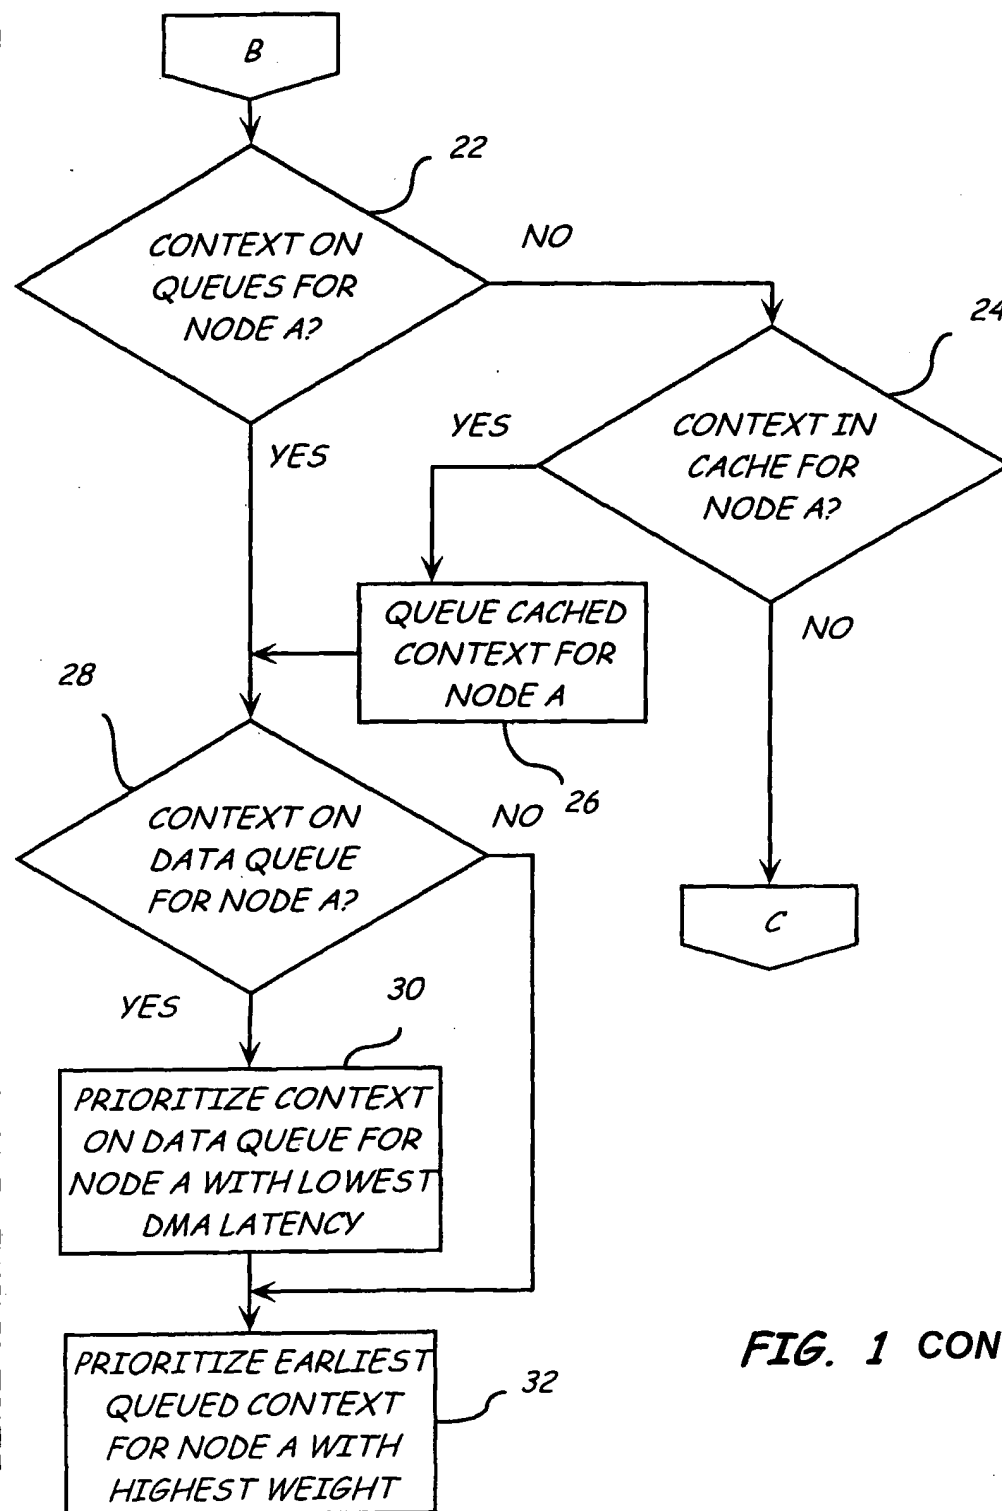 B
22
CONTEXT ON
QUEUES FOR
NODE A?
NO
24
YES
YES
CONTEXT IN
CACHE FOR
NODE A?
QUEUE CACHED
CONTEXT FOR
NODE A
NO
28
26
CONTEXT ON
DATA QUEUE
FOR NODE A?
NO
C
YES
30
PRIORITIZE CONTEXT
ON DATA QUEUE FOR
NODE A WITH LOWEST
DMA LATENCY
PRIORITIZE EARLIEST
QUEUED CONTEXT
FOR NODE A WITH
HIGHEST WEIGHT
32
FIG. 1 CON